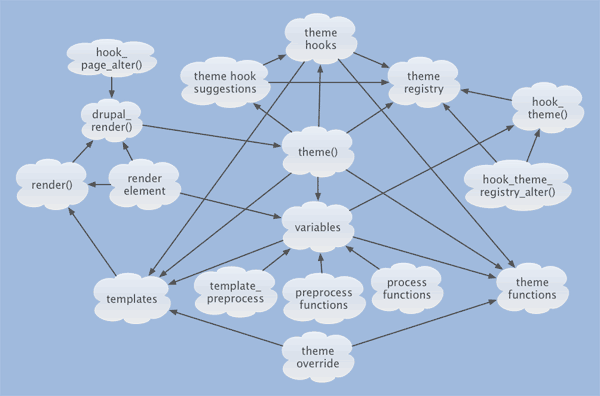 theme
hooks
hook_
page_alter()
theme hook
suggestions
theme
registry
hook_
theme()
drupal_
render()
theme()
render()
render
element
hook_theme_
registry_alter()
variables
templates
template_
preprocess
preprocess
functions
process
functions
theme
functions
theme
override